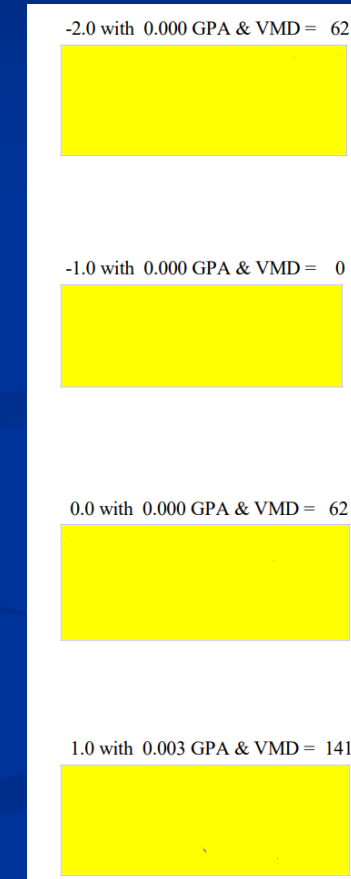 -2.0 with 0.000 GPA & VMD = 62
-1.0 with 0.000 GPA & VMD = 0
0.0 with 0.000 GPA & VMD = 62
1.0 with 0.003 GPA & VMD = 141